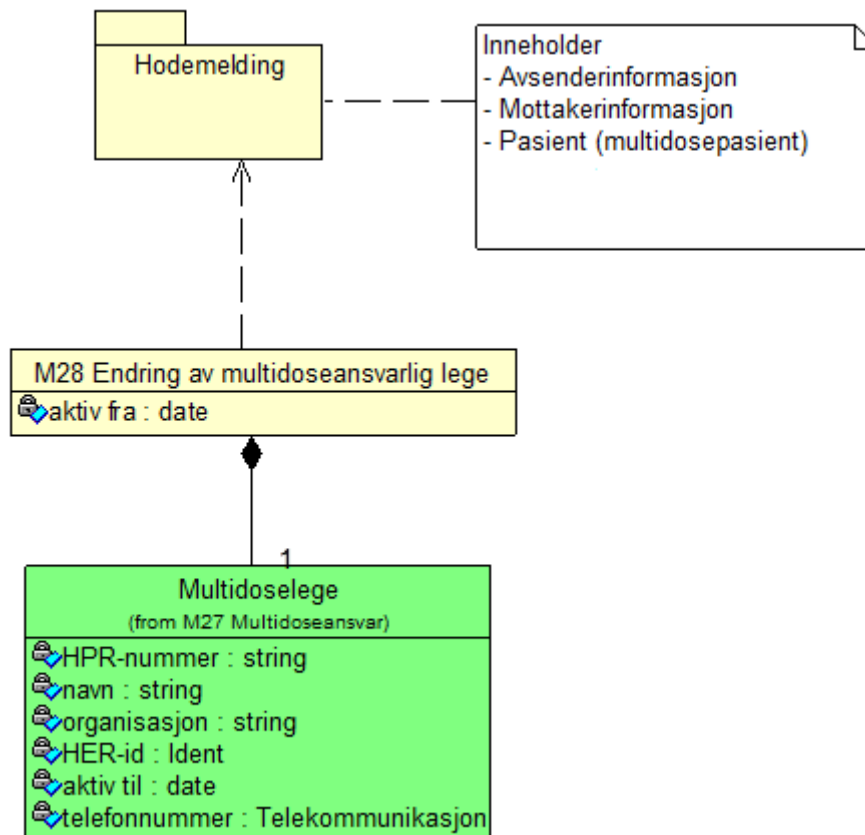 Hodemelding
Inneholder
- Avsenderinformasjon
- Mottakerinformasjon
- Pasient (multidosepasient)
M28 Endring av multidoseansvarlig lege
aktiv fra : date
1
Multidoselege
(from M27 Multidoseansvar)
HPR-nummer : string
navn : string
organisasjon : string
HER-id : Ident
aktiv til : date
telefonnummer : Telekommunikasjon